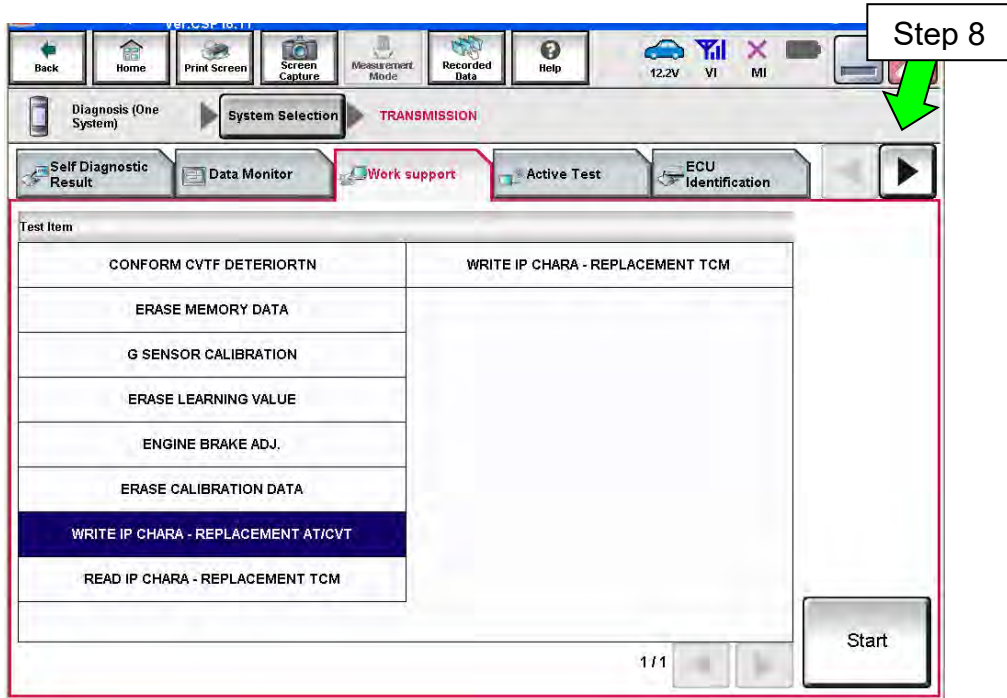 Step 8
Back
Home
Print Screen
Screen
Capture
Measurement
Mode
Recorded
Data
Help
12.2V
VI
MI
Diagnosis (One
System)
System Selection
TRANSMISSION
Self Diagnostic
Result
Data Monitor
Work support
Active Test
ECU
Identification
Test Item
CONFORM CVTF DETERIORTN
WRITE IP CHARA - REPLACEMENT TCM
ERASE MEMORY DATA
G SENSOR CALIBRATION
ERASE LEARNING VALUE
ENGINE BRAKE ADJ.
ERASE CALIBRATION DATA
WRITE IP CHARA - REPLACEMENT AT/CVT
READ IP CHARA - REPLACEMENT TCM
1/1
Start